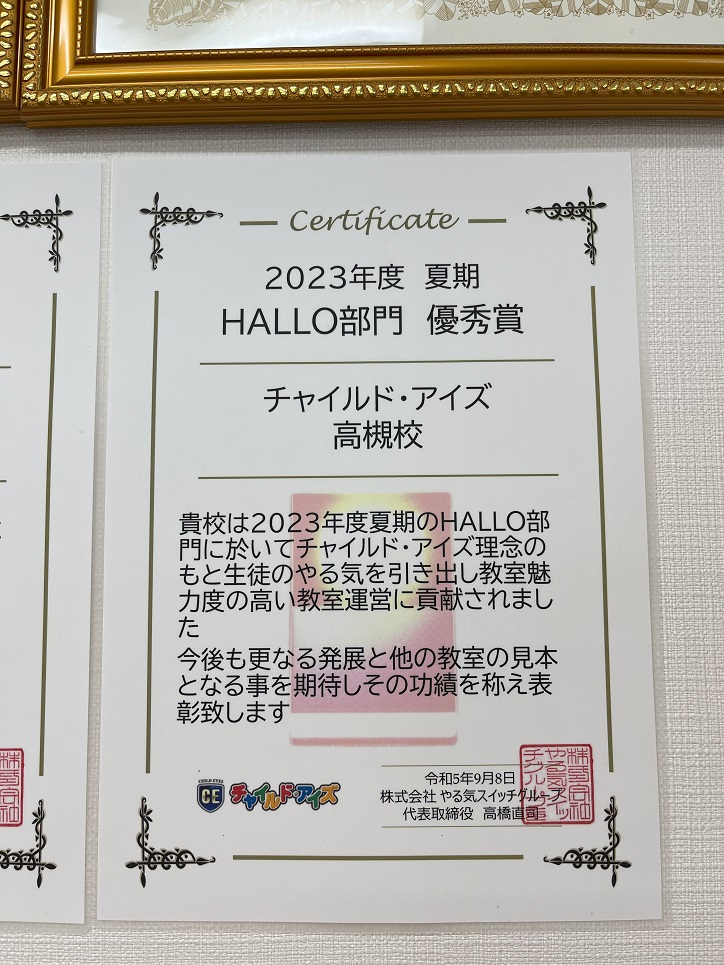 Certificate
2023年度 夏期
HALLO部門 優秀賞
チャイルド・アイズ
高槻校
貴校は2023年度夏期のHALLO部
門に於いてチャイルド・アイズ理念の
もと生徒のやる気を引き出し教室魅
力度の高い教室運営に貢献されまし
た
今後も更なる発展と他の教室の見本
となる事を期待しその功績を称え表
彰致します
CHILD EYES
CE
チャイルド・アイズ
令和5年9月8日
株式会社 やる気スイッチグループ
代表取締役 高橋直司
株式会社